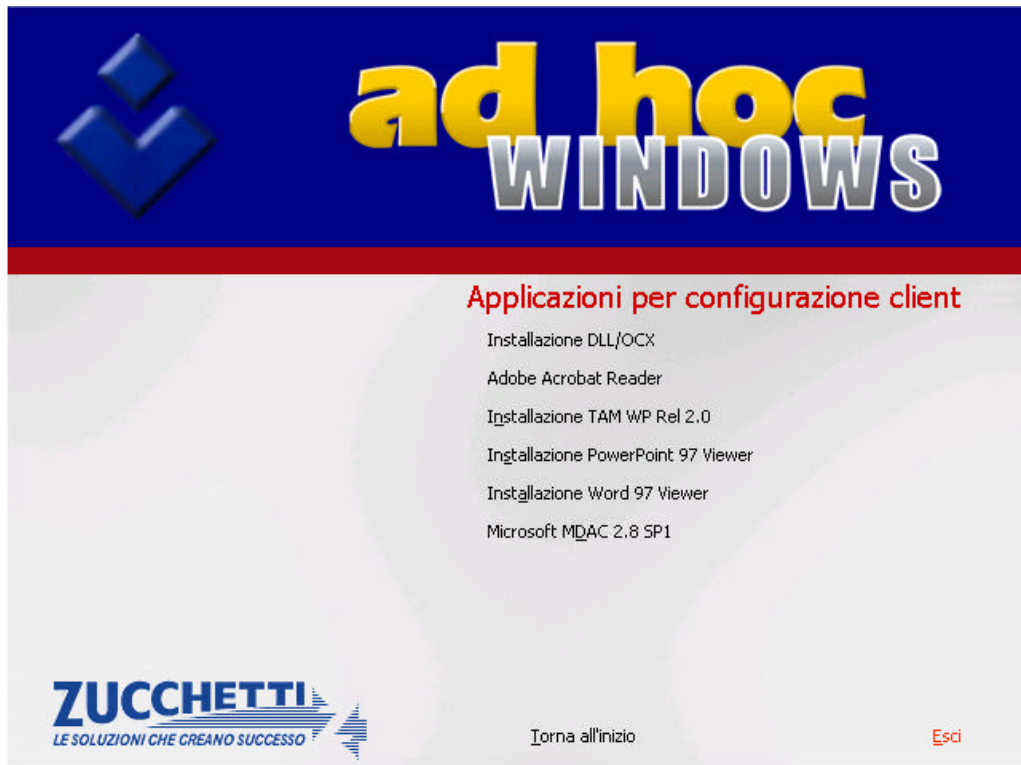 ad hoc
WINDOWS
Applicazioni per configurazione client
Installazione DLL/OCX
Adobe Acrobat Reader
Installazione TAM WP Rel 2.0
Installazione PowerPoint 97 Viewer
Installazione Word 97 Viewer
Microsoft MDAC 2.8 SP1
ZUCCHETTI
LE SOLUZIONI CHE CREANO SUCCESSO
Torna all'inizio
Esci